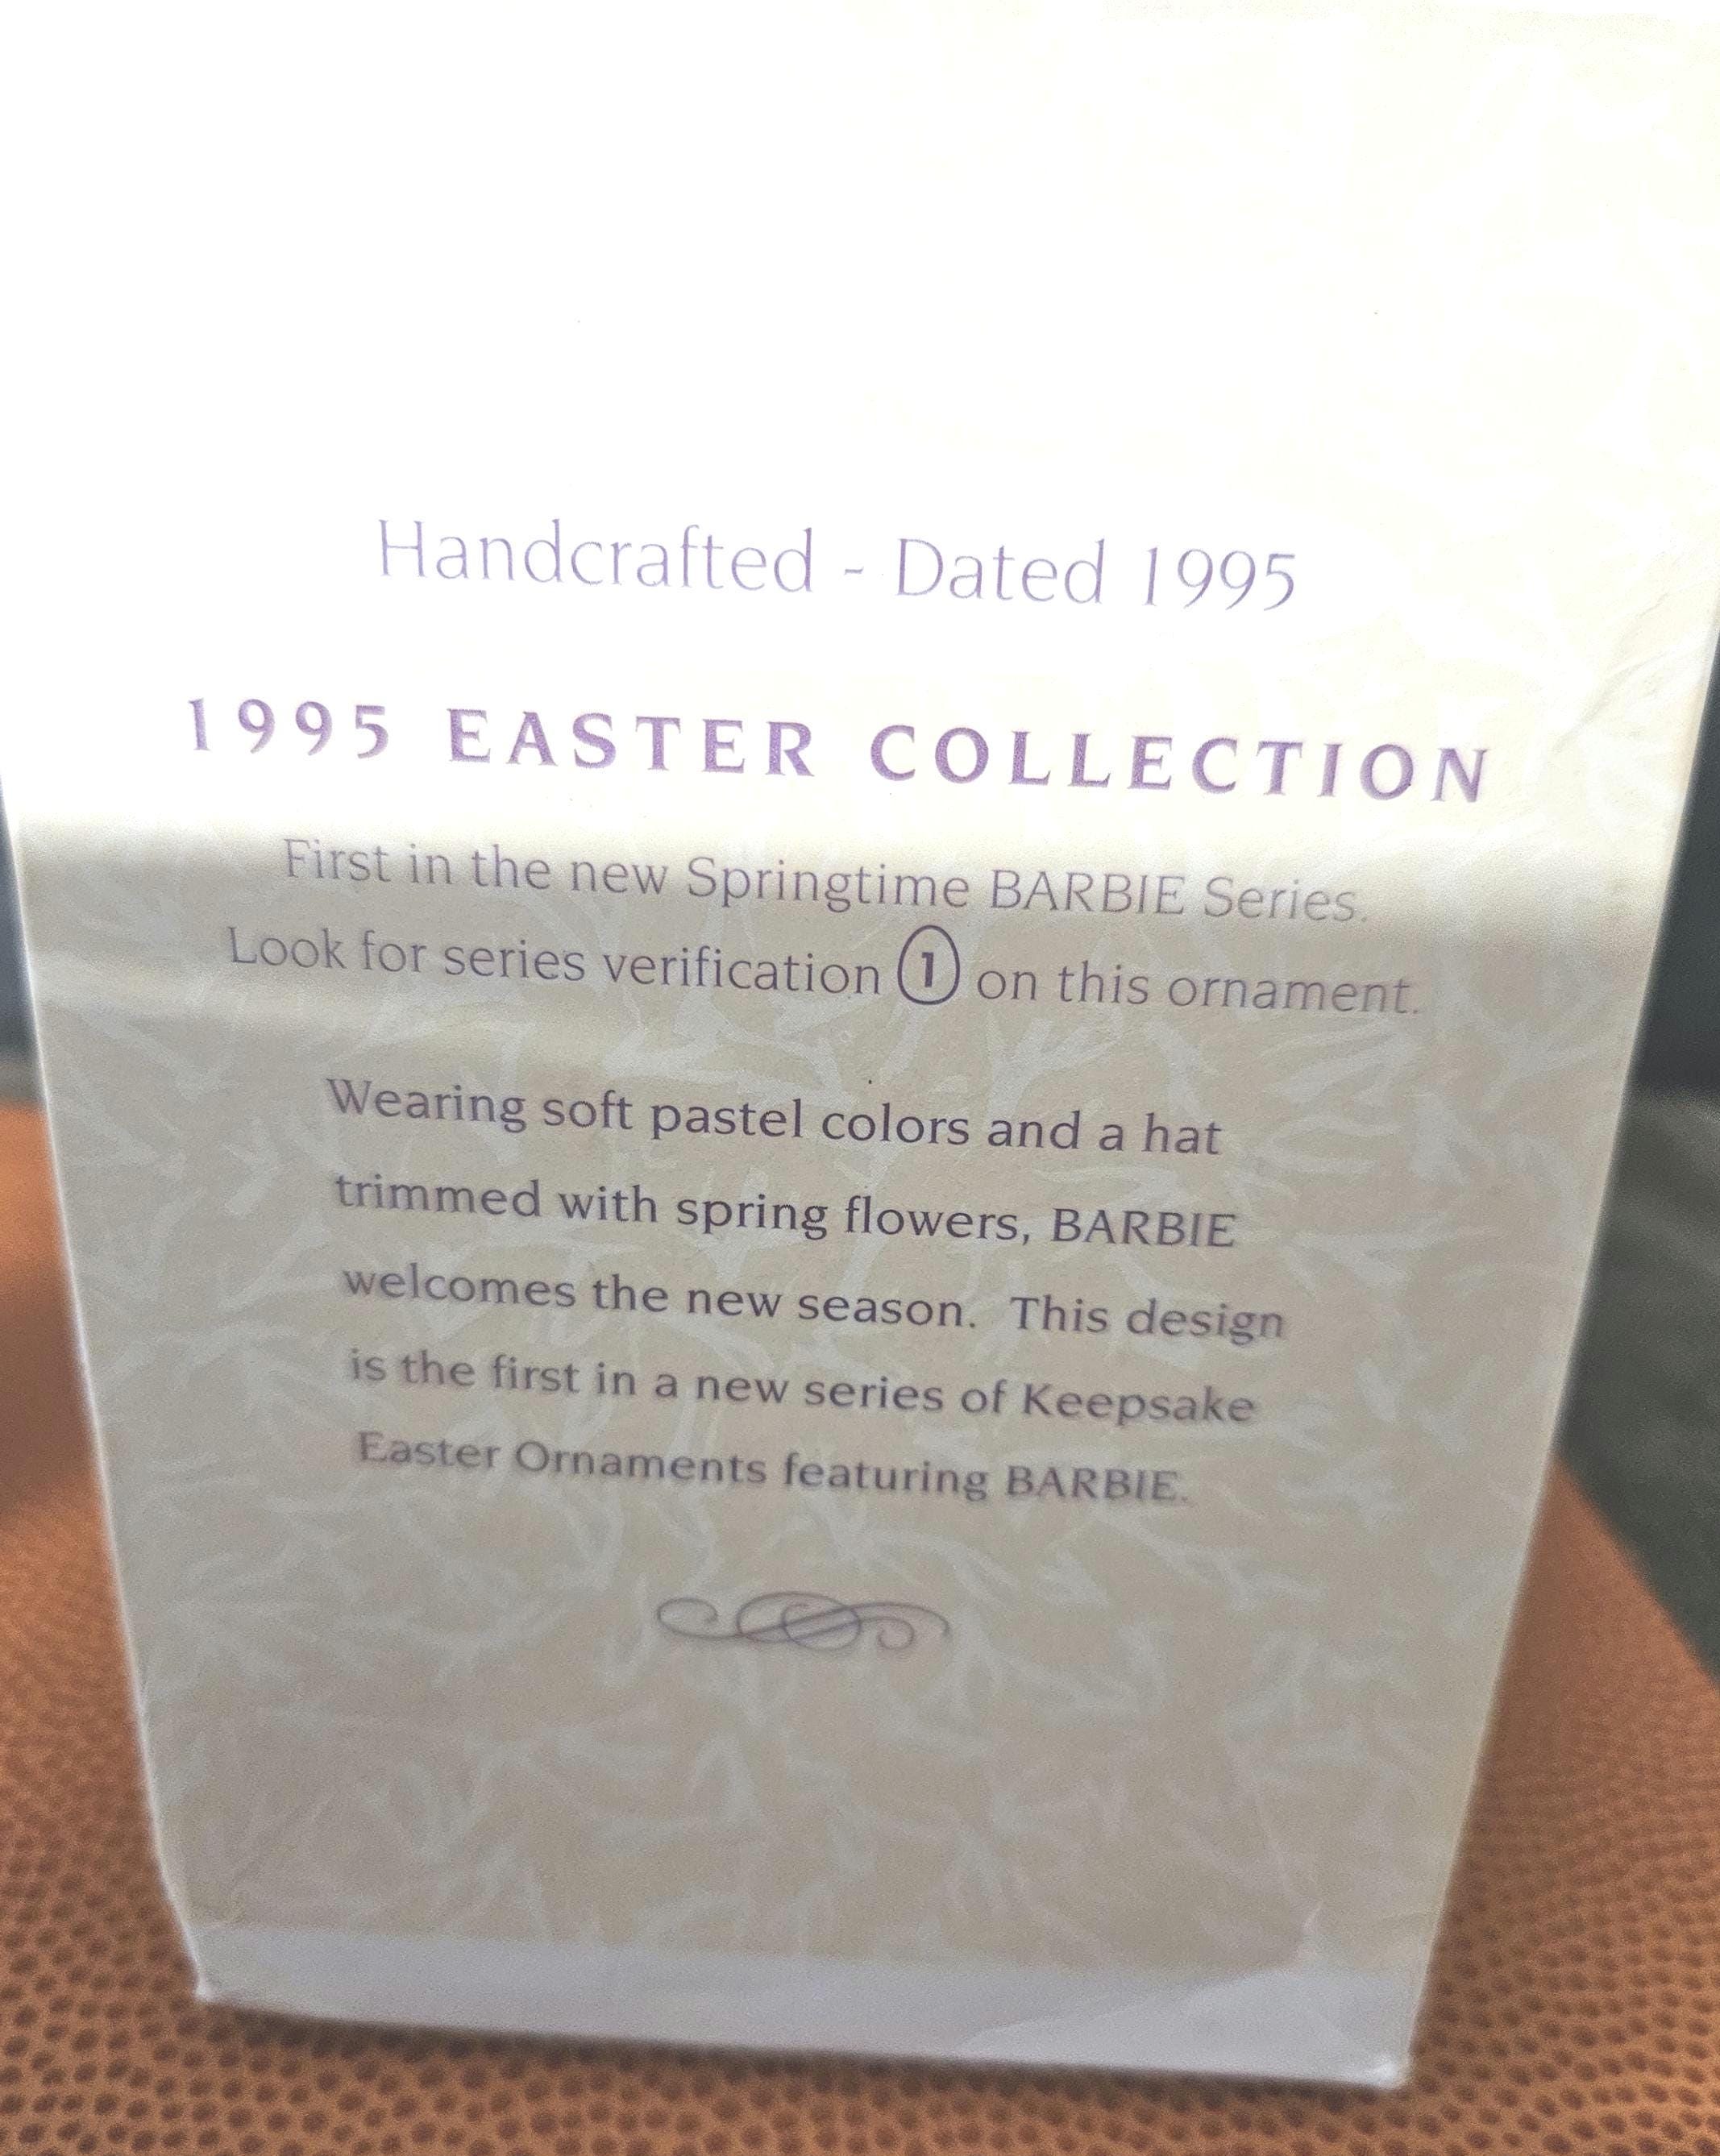 Handcrafted - Dated 1995
1995 EASTER COLLECTION
First in the new Springtime BARBIE Series.
Look for series verification 1 on this ornament.
Wearing soft pastel colors and a hat
trimmed with spring flowers, BARBIE
welcomes the new season. This design
is the first in a new series of Keepsake
Easter Ornaments featuring BARBIE.